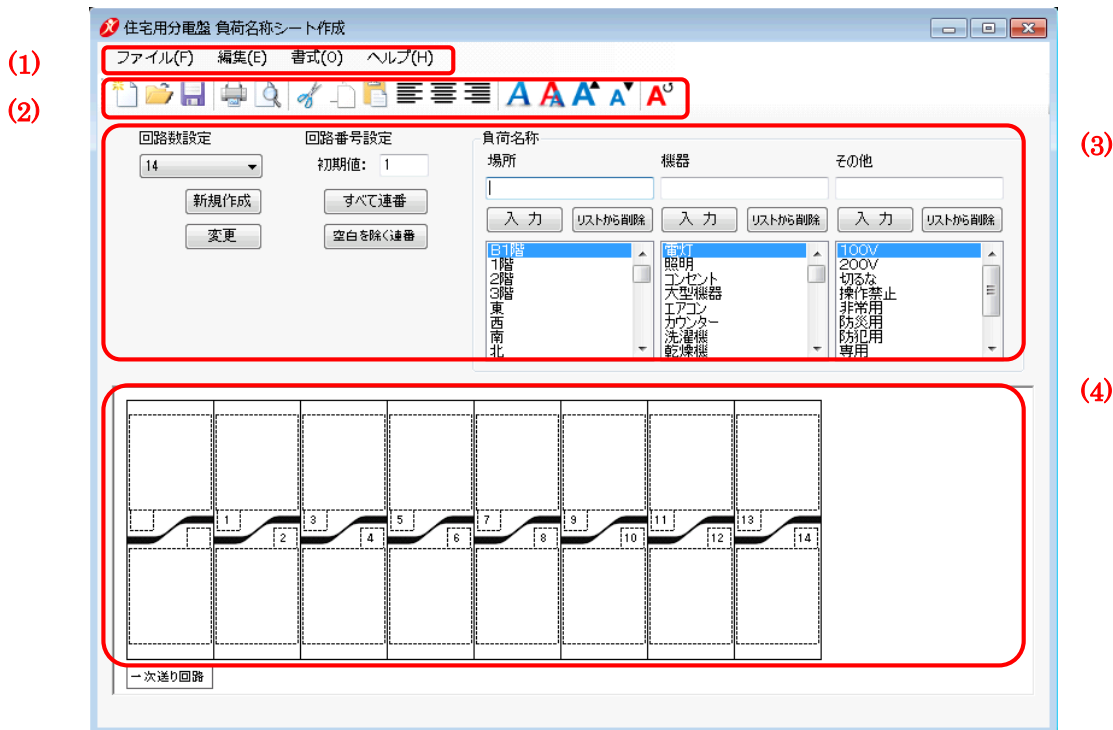 住宅用分電盤 負荷名称シート作成
(1)
ファイル(F) 編集(E) 書式(O) ヘルプ(H)
(2)
(3)
回路数設定 回路番号設定 負荷名称
14 初期値: 1 場所 機器 その他
新規作成 すべて連番 入 力 リストから削除 入 力 リストから削除 入 力 リストから削除
変更 空白を除く連番
B1階 電灯 100V
1階 照明 200V
2階 コンセント 切るな
3階 大型機器 操作禁止
東 エアコン 非常用
西 カウンター 防災用
南 洗濯機 防犯用
北 乾燥機 専用
(4)
1 3 5 7 9 11 13
2 4 6 8 10 12 14
一次送り回路